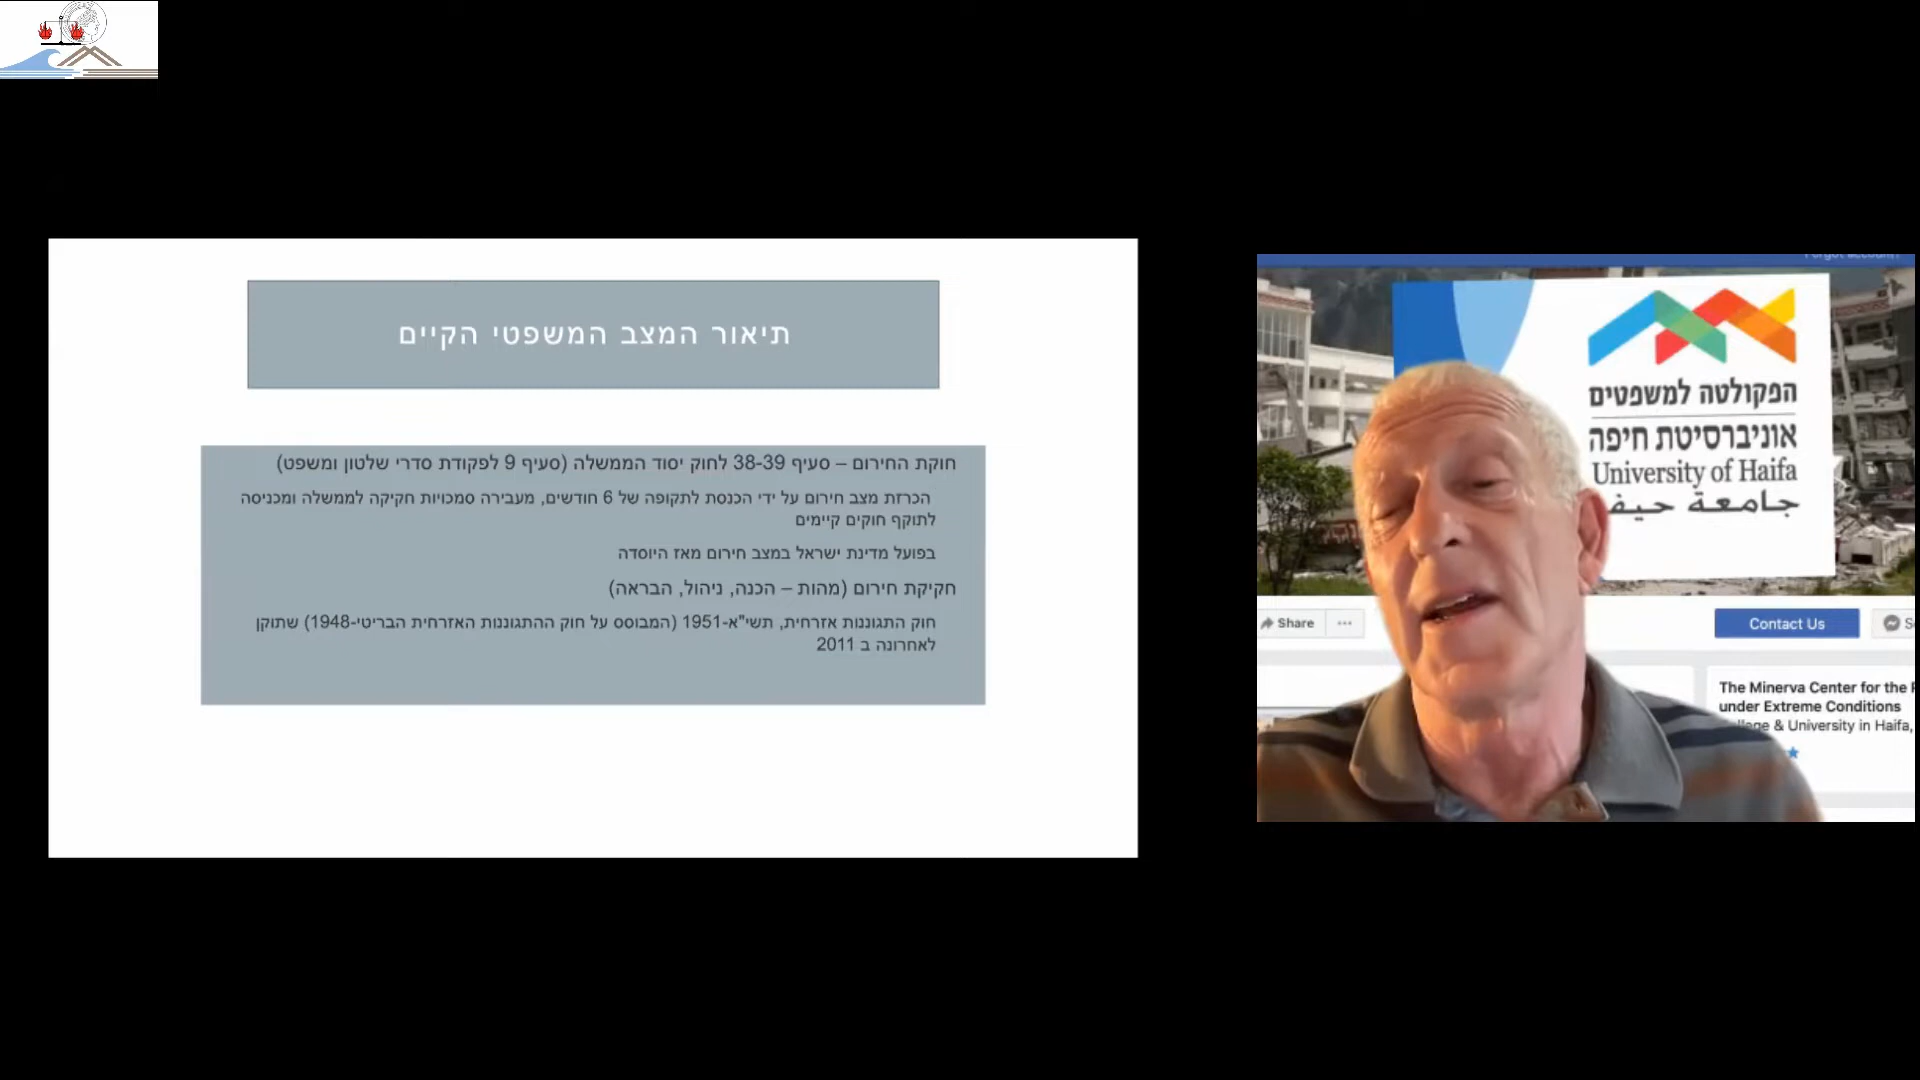 תיאור המצב המשפטי הקיים
חוקת החירום – סעיף 38-39 לחוק יסוד הממשלה (סעיף 9 לפקודת סדרי שלטון ומשפט)
הכרזת מצב חירום על ידי הכנסת לתקופה של 6 חודשים, מעבירה סמכויות חקיקה לממשלה ומכניסה
לתוקף חוקים קיימים
בפועל מדינת ישראל במצב חירום מאז היווסדה
חקיקת חירום (מהות – הכנה, ניהול, הבראה)
חוק התגוננות אזרחית, תשי"א-1951 (המבוסס על חוק ההתגוננות האזרחית הבריטי-1948) שתוקן
לאחרונה ב 2011
הפקולטה למשפטים
אוניברסיטת חיפה
University of Haifa
جامعة
Share
Contact Us
The Minerva Center for the
under Extreme Conditions
& University in Haifa,